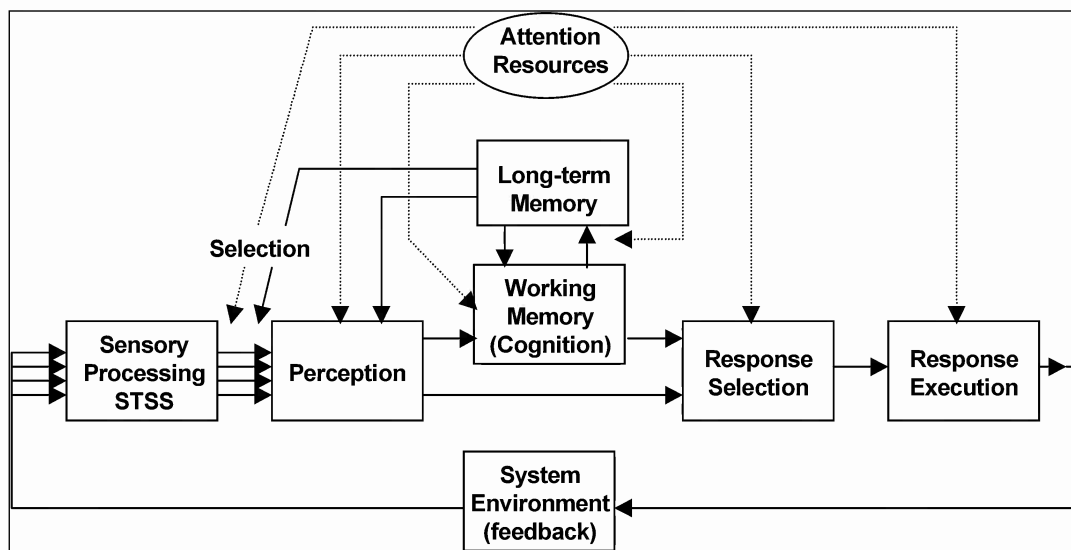 Attention
Resources
Long-term
Memory
Selection
Working
Memory
(Cognition)
Sensory
Processing
STSS
Perception
Response
Selection
Response
Execution
System
Environment
(feedback)